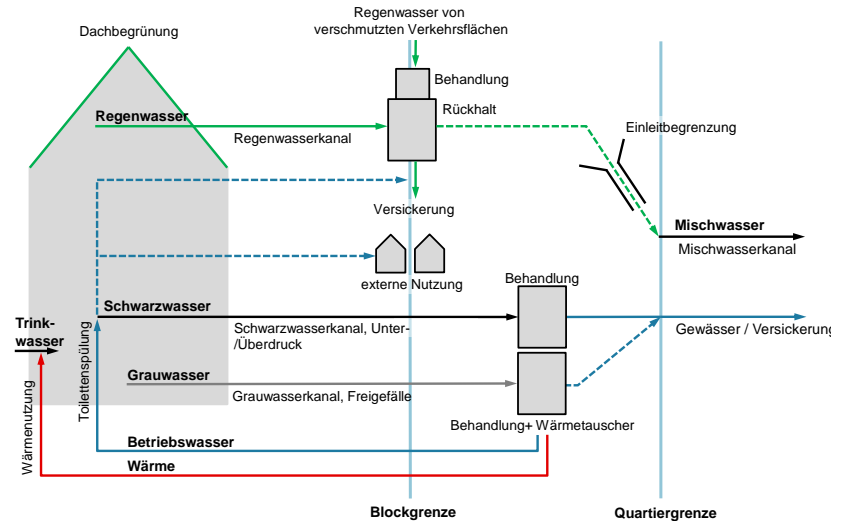 Regenwasser von
verschmutzten Verkehrsflächen
Dachbegrünung
Behandlung
Rückhalt
Regenwasser
Regenwasserkanal
Einleitbegrenzung
Versickerung
Mischwasser
Mischwasserkanal
externe Nutzung
Behandlung
Schwarzwasser
Schwarzwasserkanal, Unter-
/Überdruck
Gewässer / Versickerung
Trink-
wasser
Toilettenspülung
Wärmenutzung
Grauwasser
Grauwasserkanal, Freigefälle
Behandlung+ Wärmetauscher
Betriebswasser
Wärme
Blockgrenze
Quartiergrenze